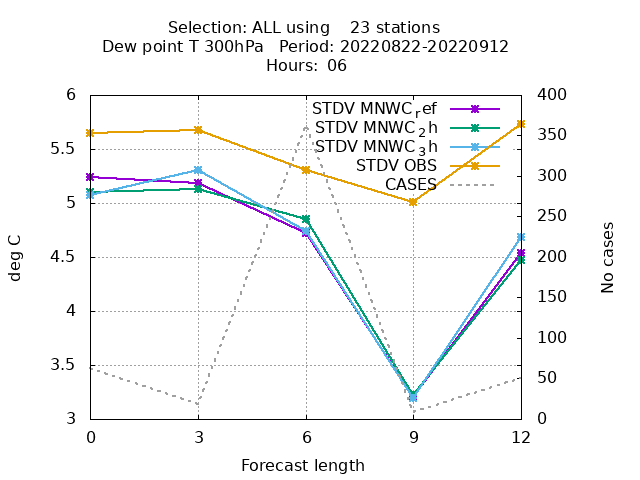 Selection: ALL using    23 stations
Dew point T 300hPa   Period: 20220822-20220912
Hours:  06
STDV MNWC_ref
STDV MNWC_2h
STDV MNWC_3h
STDV OBS
CASES
6
5.5
5
4.5
4
3.5
3
400
350
300
250
200
150
100
50
0
deg C
No cases
0 3 6 9 12
Forecast length